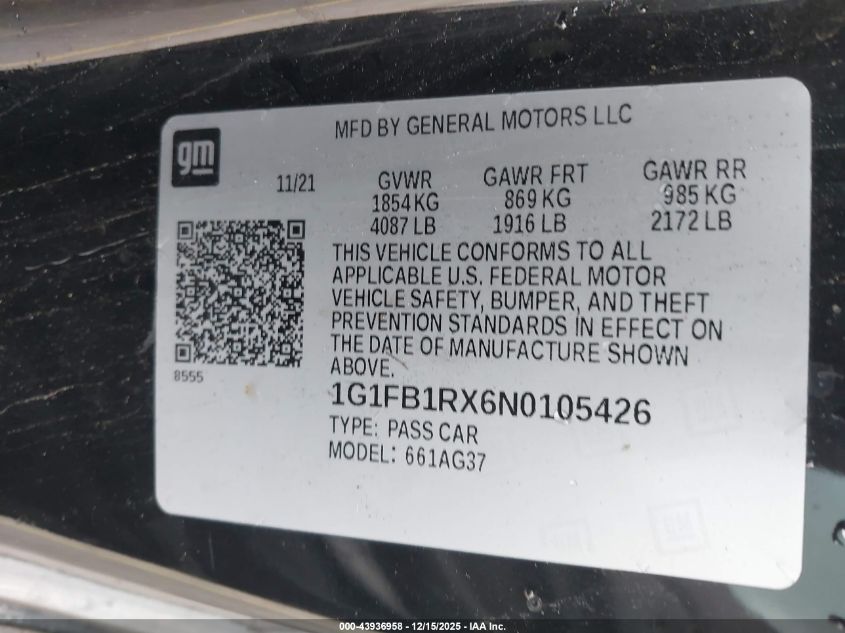 MFD BY GENERAL MOTORS LLC
gm
11/21
GVWR GAWR FRT GAWR RR
1854 KG 869 KG 985 KG
4087 LB 1916 LB 2172 LB
THIS VEHICLE CONFORMS TO ALL
APPLICABLE U.S. FEDERAL MOTOR
VEHICLE SAFETY, BUMPER, AND THEFT
PREVENTION STANDARDS IN EFFECT ON
THE DATE OF MANUFACTURE SHOWN
ABOVE.
8555
1G1FB1RX6N0105426
TYPE: PASS CAR
MODEL: 661AG37
000-43936958 - 12/15/2025 - IAA Inc.